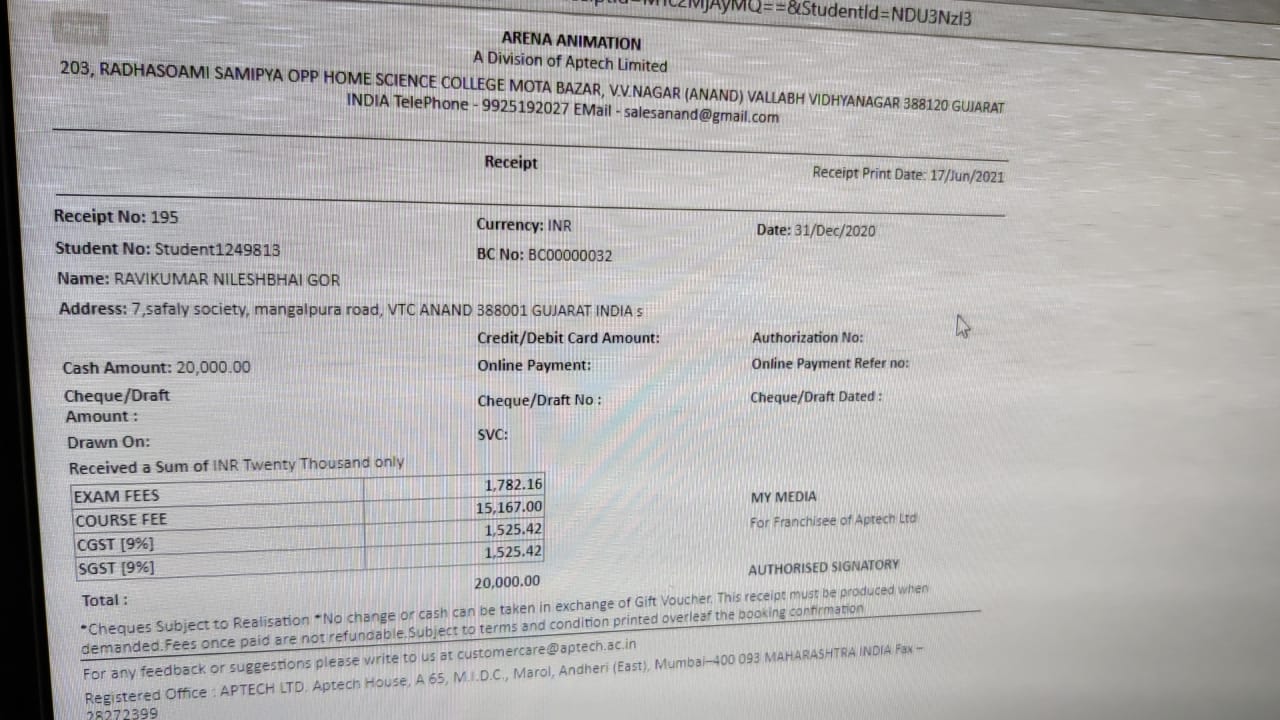 &StudentId=NDU3NzI3
ARENA ANIMATION
A Division of Aptech Limited
203, RADHASOAMI SAMIPYA OPP HOME SCIENCE COLLEGE MOTA BAZAR, V.V.NAGAR (ANAND) VALLABH VIDHYANAGAR 388120 GUJARAT
INDIA TelePhone - 9925192027 EMail - salesanand@gmail.com
Receipt
Receipt Print Date: 17/Jun/2021
Receipt No: 195 Currency: INR Date: 31/Dec/2020
Student No: Student1249813 BC No: BC00000032
Name: RAVIKUMAR NILESHBHAI GOR
Address: 7,safaly society, mangalpura road, VTC ANAND 388001 GUJARAT INDIA s
Credit/Debit Card Amount: Authorization No:
Cash Amount: 20,000.00 Online Payment: Online Payment Refer no:
Cheque/Draft
Amount : Cheque/Draft No : Cheque/Draft Dated :
Drawn On: SVC:
Received a Sum of INR Twenty Thousand only
EXAM FEES 1,782.16
COURSE FEE 15,167.00
CGST [9%] 1,525.42
SGST [9%] 1,525.42
Total : 20,000.00
MY MEDIA
For Franchisee of Aptech Ltd
AUTHORISED SIGNATORY
*Cheques Subject to Realisation *No change or cash can be taken in exchange of Gift Voucher. This receipt must be produced when
demanded.Fees once paid are not refundable.Subject to terms and condition printed overleaf the booking confirmation
For any feedback or suggestions please write to us at customercare@aptech.ac.in
Registered Office : APTECH LTD. Aptech House, A 65, M.I.D.C., Marol, Andheri (East), Mumbai–400 093 MAHARASHTRA INDIA Fax –
28272399